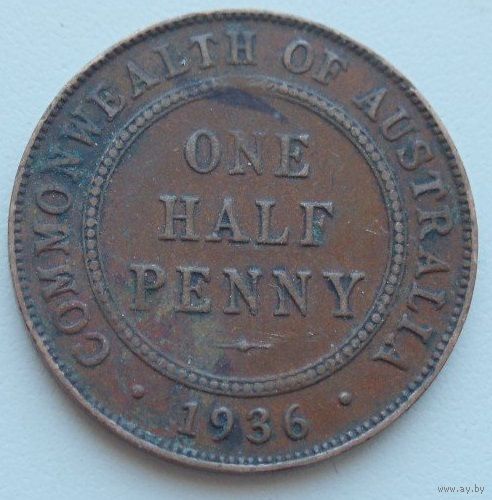 COMMONWEALTH OF AUSTRALIA
ONE
HALF
PENNY
· 1936 ·
www.ay.by